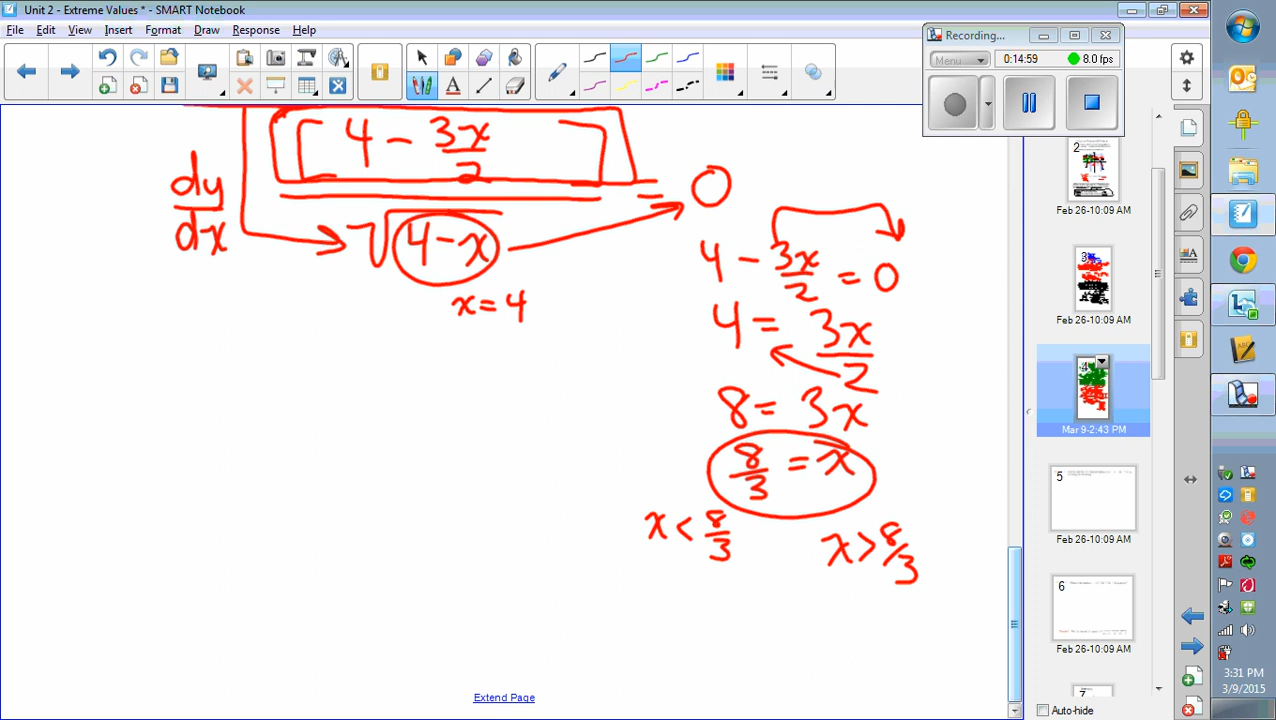 Unit 2 - Extreme Values * - SMART Notebook
File Edit View Insert Format Draw Response Help
Recording...
Menu
0:14:59
8.0 fps
[4 - 3x/2]
= 0
dy/dx
√(4-x)
x = 4
4 - 3x/2 = 0
4 = 3x/2
8 = 3x
8/3 = x
x < 8/3
x > 8/3
Extend Page
2
Feb 26-10:09 AM
3
Feb 26-10:09 AM
4
Mar 9-2:43 PM
5
Feb 26-10:09 AM
6
Feb 26-10:09 AM
7
Auto-hide
3:31 PM
3/9/2015